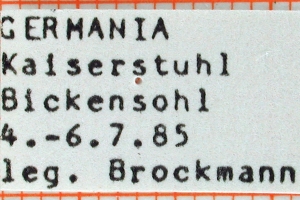 GERMANIA
Kaiserstuhl
Bickensohl
4.-6.7.85
leg. Brockmann